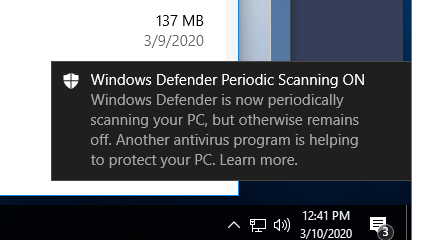 137 MB
3/9/2020
Windows Defender Periodic Scanning ON
Windows Defender is now periodically
scanning your PC, but otherwise remains
off. Another antivirus program is helping
to protect your PC. Learn more.
12:41 PM
3/10/2020
3